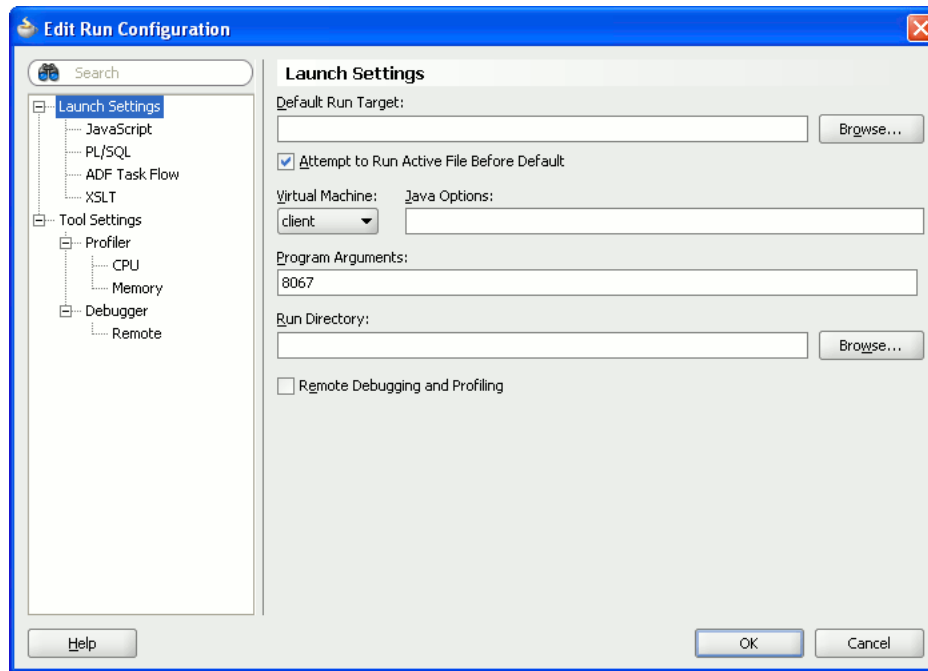 Edit Run Configuration
Search
Launch Settings
JavaScript
PL/SQL
ADF Task Flow
XSLT
Tool Settings
Profiler
CPU
Memory
Debugger
Remote
Launch Settings
Default Run Target:
Browse...
Attempt to Run Active File Before Default
Virtual Machine: Java Options:
client
Program Arguments:
8067
Run Directory:
Browse...
Remote Debugging and Profiling
Help OK Cancel